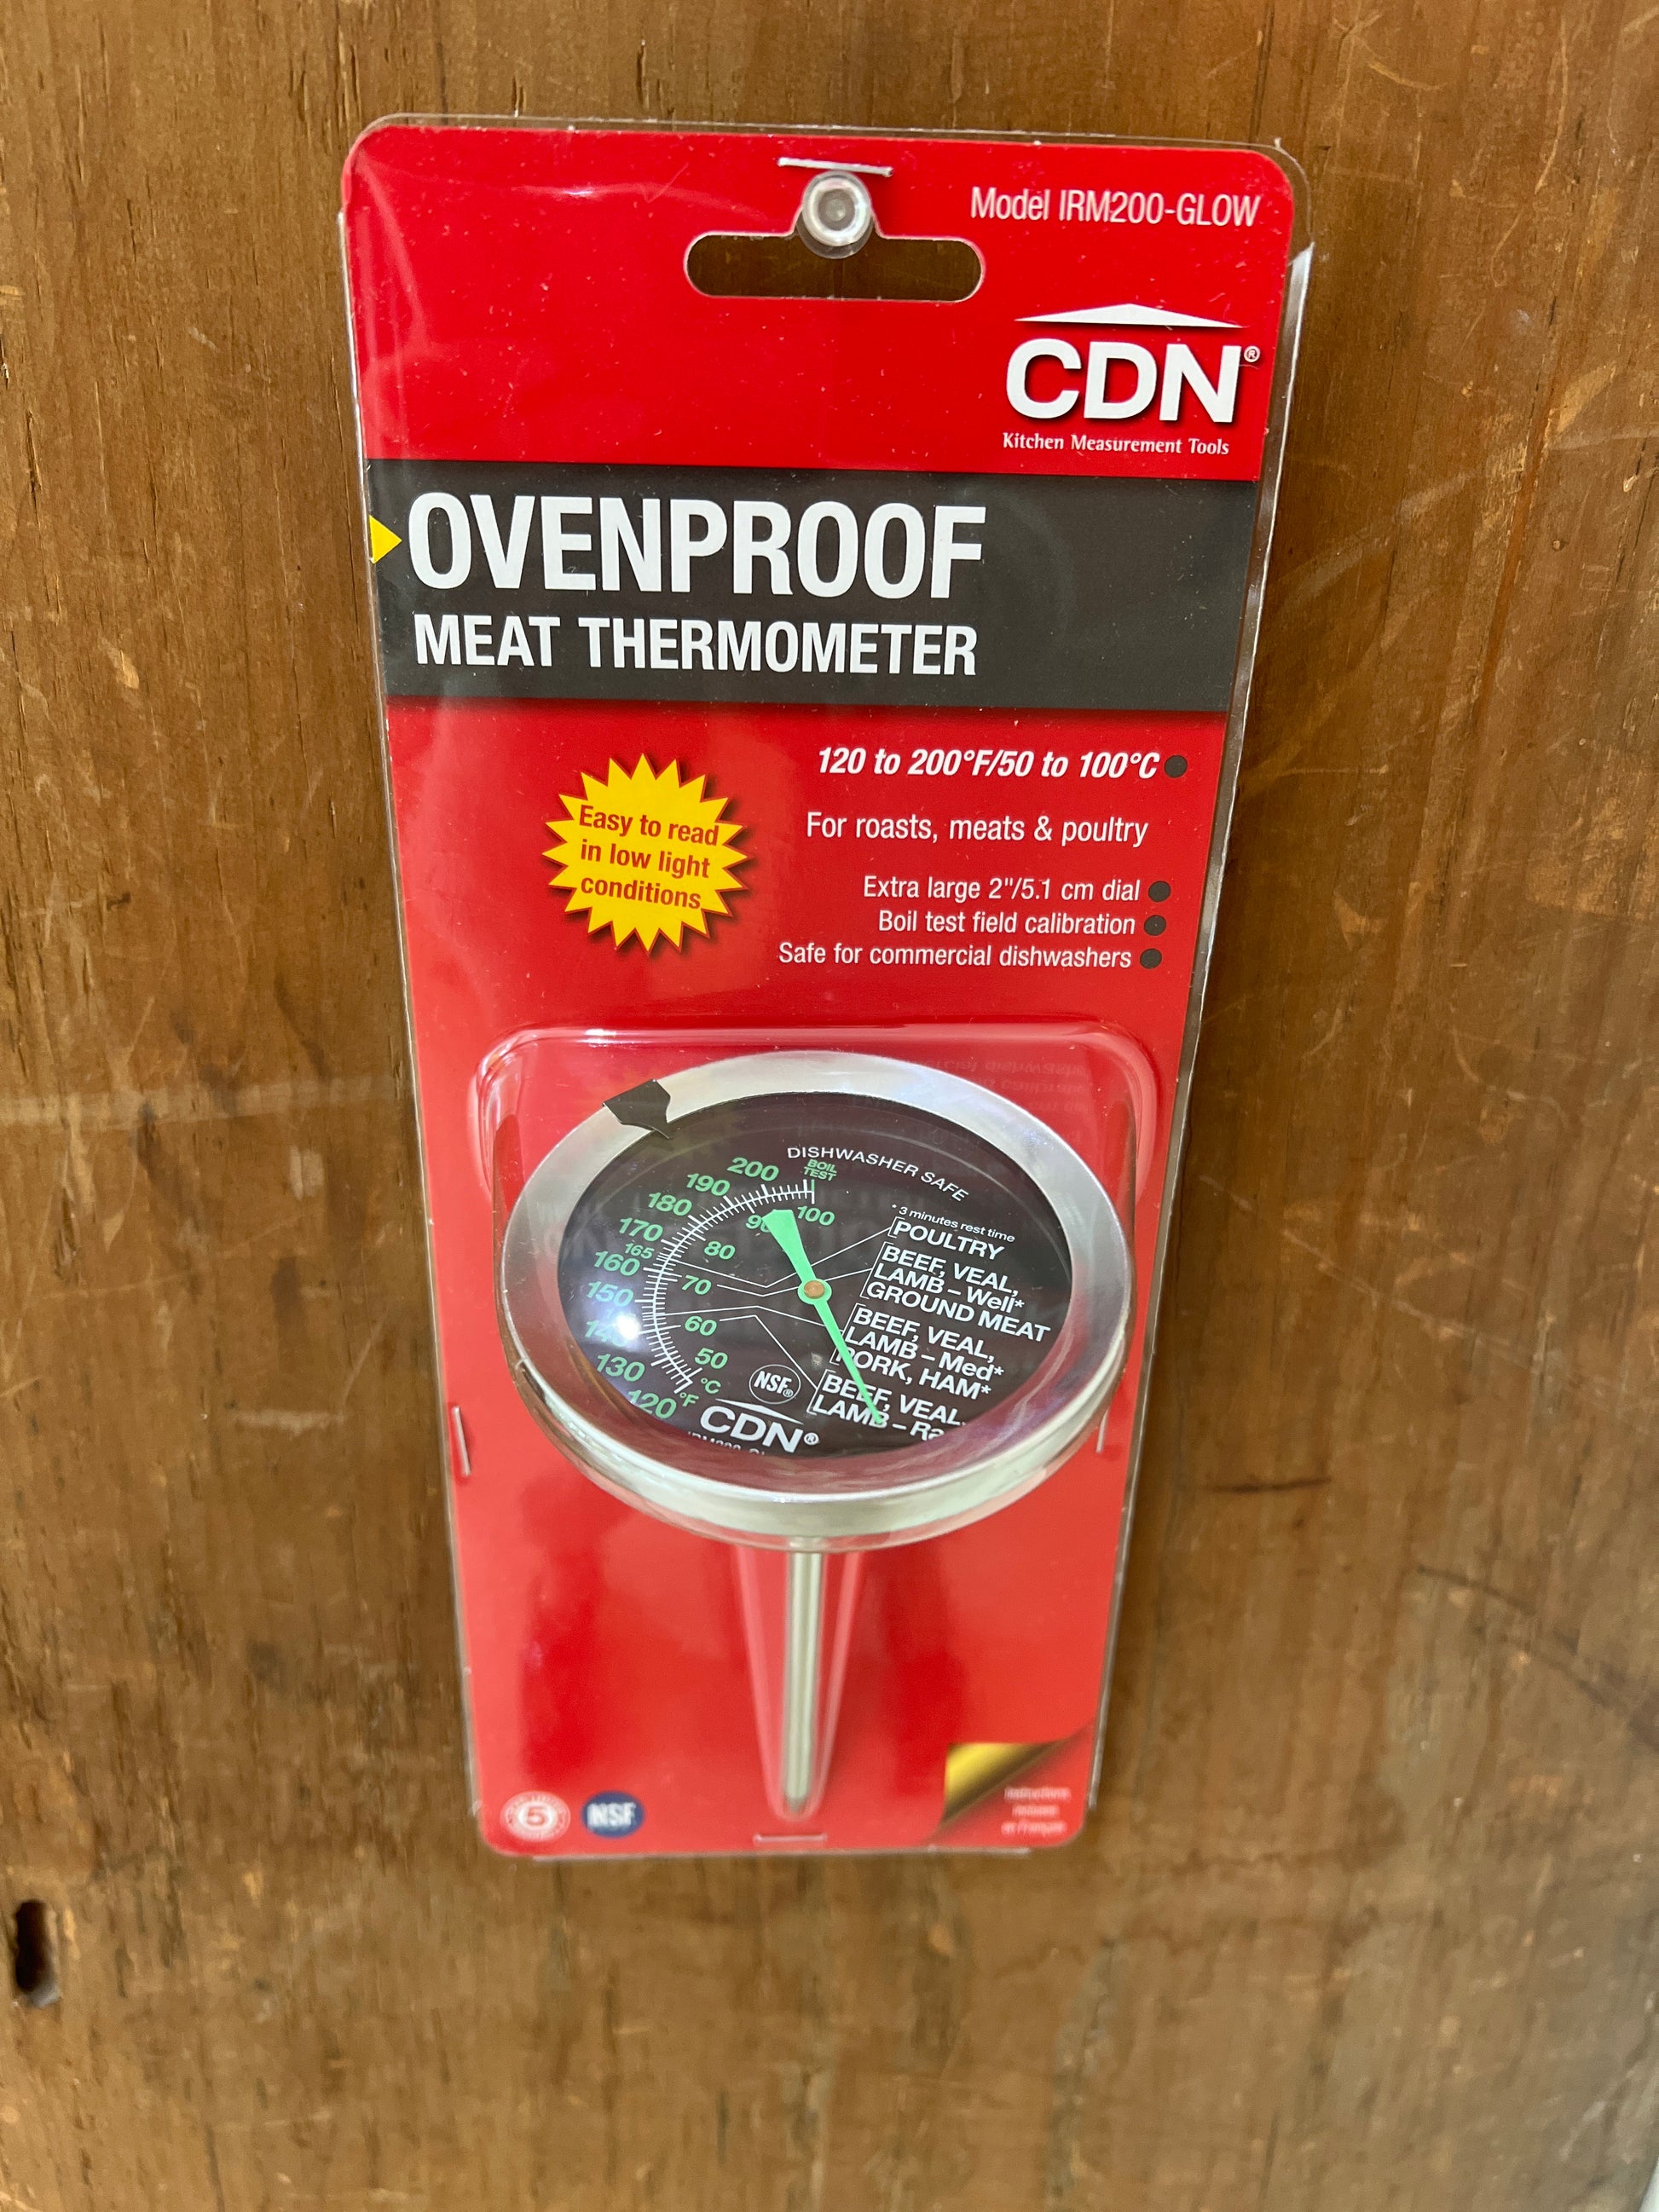 Model IRM200-GLOW
CDN®
Kitchen Measurement Tools
OVENPROOF
MEAT THERMOMETER
120 to 200°F/50 to 100°C
For roasts, meats & poultry
Extra large 2"/5.1 cm dial
Boil test field calibration
Safe for commercial dishwashers
Easy to read
in low light
conditions
DISHWASHER SAFE
BOIL
TEST
200
190
180
170
165
160
150
130
120
°F
100
80
70
60
50
°C
* 3 minutes rest time
POULTRY
BEEF, VEAL,
LAMB – Well*
GROUND MEAT
BEEF, VEAL,
LAMB – Med*
PORK, HAM*
BEEF, VEAL,
LAMB –
NSF®
CDN®
5
NSF